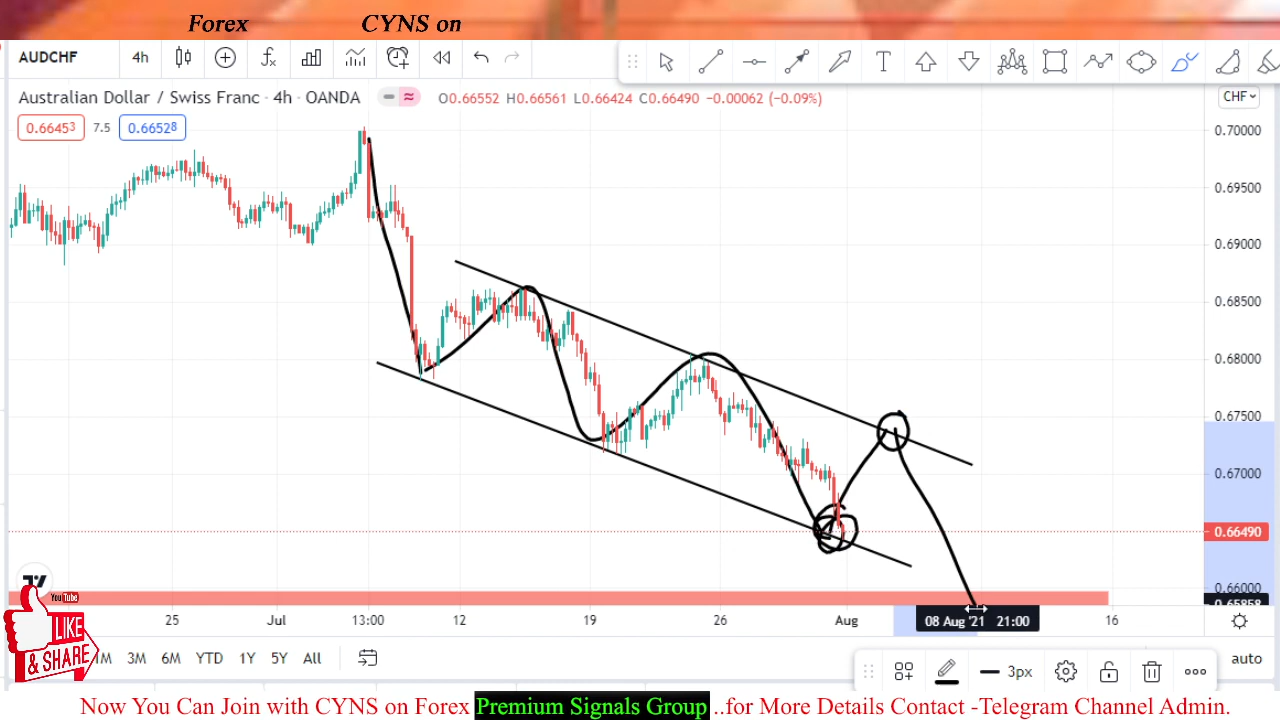 Forex CYNS on
AUDCHF 4h
Australian Dollar / Swiss Franc · 4h · OANDA O0.66552 H0.66561 L0.66424 C0.66490 −0.00062 (−0.09%) CHF
0.66453 7.5 0.66528
0.70000
0.69500
0.69000
0.68500
0.68000
0.67500
0.67000
0.66490
0.66000
0.65858
YouTube
25 Jul 13:00 12 19 26 Aug 08 Aug '21 21:00 16
LIKE
& SHARE
1M 3M 6M YTD 1Y 5Y All auto
3px
Now You Can Join with CYNS on Forex Premium Signals Group ..for More Details Contact -Telegram Channel Admin.